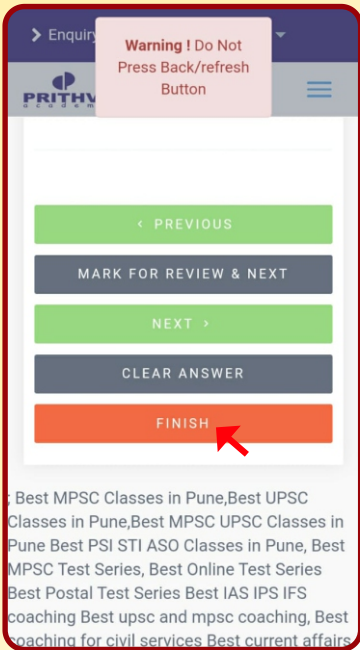 Enquiry
Warning ! Do Not
Press Back/refresh
Button
PRITHV
academ
‹ PREVIOUS
MARK FOR REVIEW & NEXT
NEXT ›
CLEAR ANSWER
FINISH
; Best MPSC Classes in Pune,Best UPSC
Classes in Pune,Best MPSC UPSC Classes in
Pune Best PSI STI ASO Classes in Pune, Best
MPSC Test Series, Best Online Test Series
Best Postal Test Series Best IAS IPS IFS
coaching Best upsc and mpsc coaching, Best
coaching for civil services Best current affairs